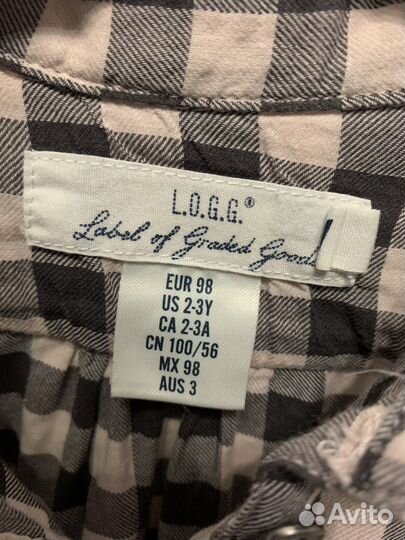 L.O.G.G.®
Label of Graded Goods
EUR 98
US 2-3Y
CA 2-3A
CN 100/56
MX 98
AUS 3
Avito